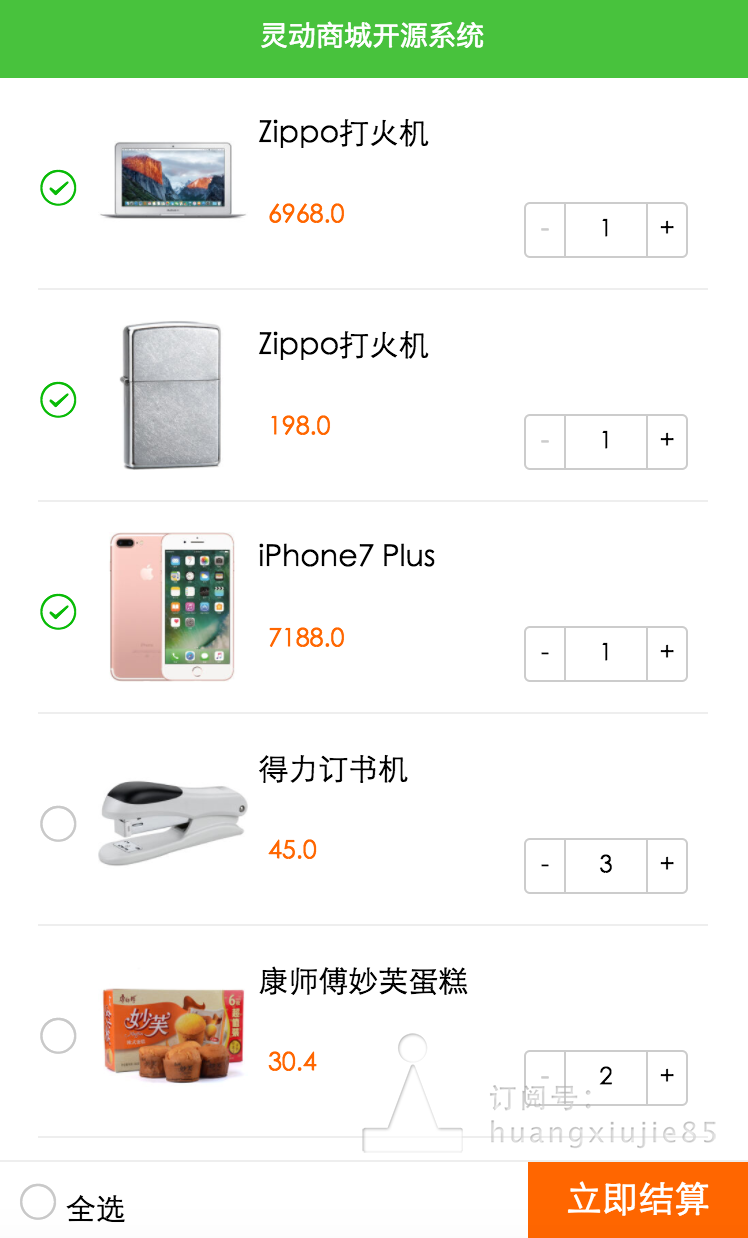 灵动商城开源系统
Zippo打火机
6968.0
- 1 +
Zippo打火机
198.0
- 1 +
iPhone7 Plus
7188.0
- 1 +
得力订书机
45.0
- 3 +
康师傅妙芙蛋糕
妙芙
30.4
- 2 +
订阅号:
huangxiujie85
全选
立即结算